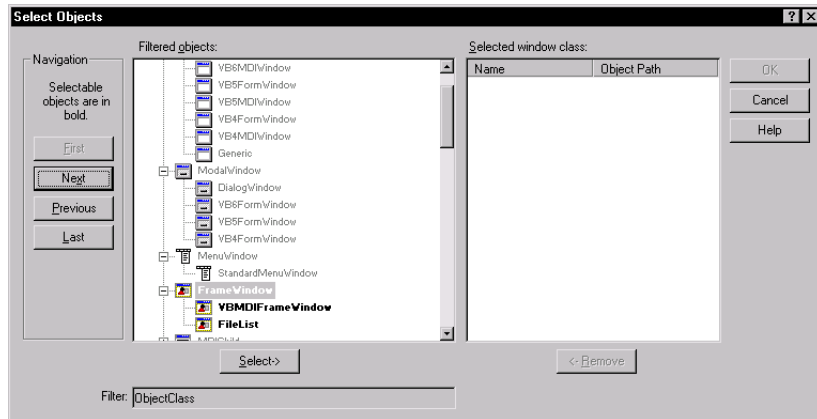 Select Objects
Navigation
Selectable
objects are in
bold.
First
Next
Previous
Last
Filtered objects:
VB6MDIWindow
VB5FormWindow
VB5MDIWindow
VB4FormWindow
VB4MDIWindow
Generic
ModalWindow
DialogWindow
VB6FormWindow
VB5FormWindow
VB4FormWindow
MenuWindow
StandardMenuWindow
FrameWindow
VBMDIFrameWindow
FileList
MDIChild
Select->
Filter: ObjectClass
Selected window class:
Name Object Path
<- Remove
OK
Cancel
Help